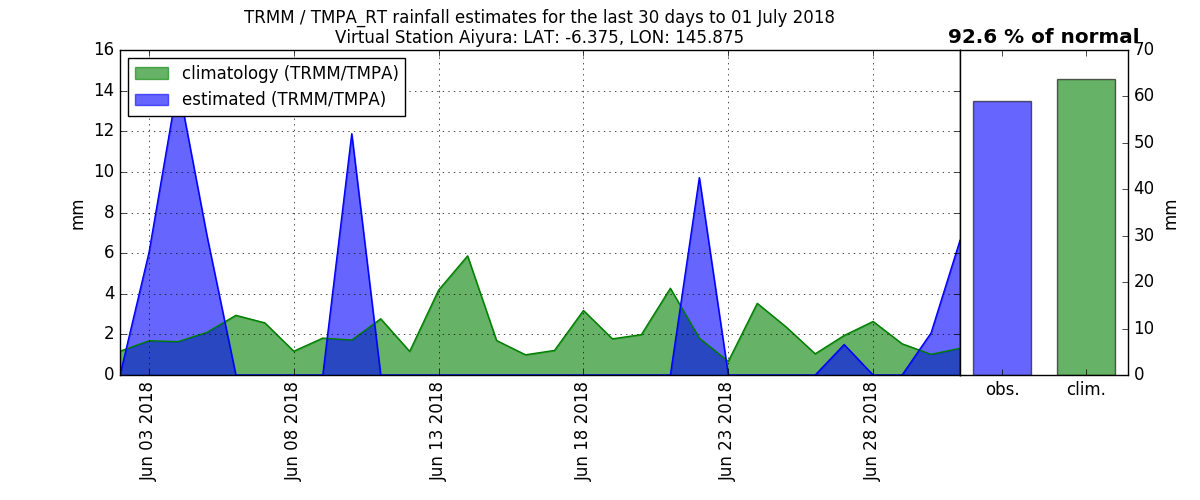 TRMM / TMPA_RT rainfall estimates for the last 30 days to 01 July 2018
Virtual Station Aiyura: LAT: -6.375, LON: 145.875
92.6 % of normal
climatology (TRMM/TMPA)
estimated (TRMM/TMPA)
mm
16
14
12
10
8
6
4
2
0
Jun 03 2018
Jun 08 2018
Jun 13 2018
Jun 18 2018
Jun 23 2018
Jun 28 2018
obs.
clim.
70
60
50
40
30
20
10
0
mm